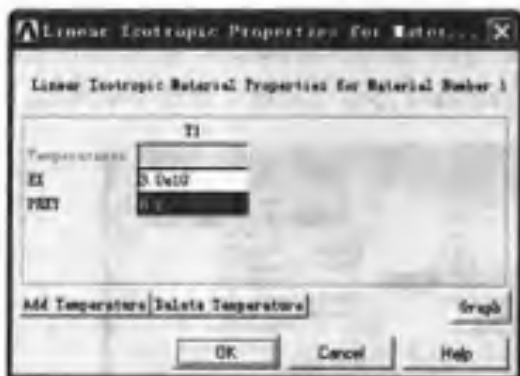 Linear Isotropic Properties for Mater...
Linear Isotropic Material Properties for Material Number 1
T1
Temperatures
EX
PRXY
Add Temperature Delete Temperature Graph
OK Cancel Help